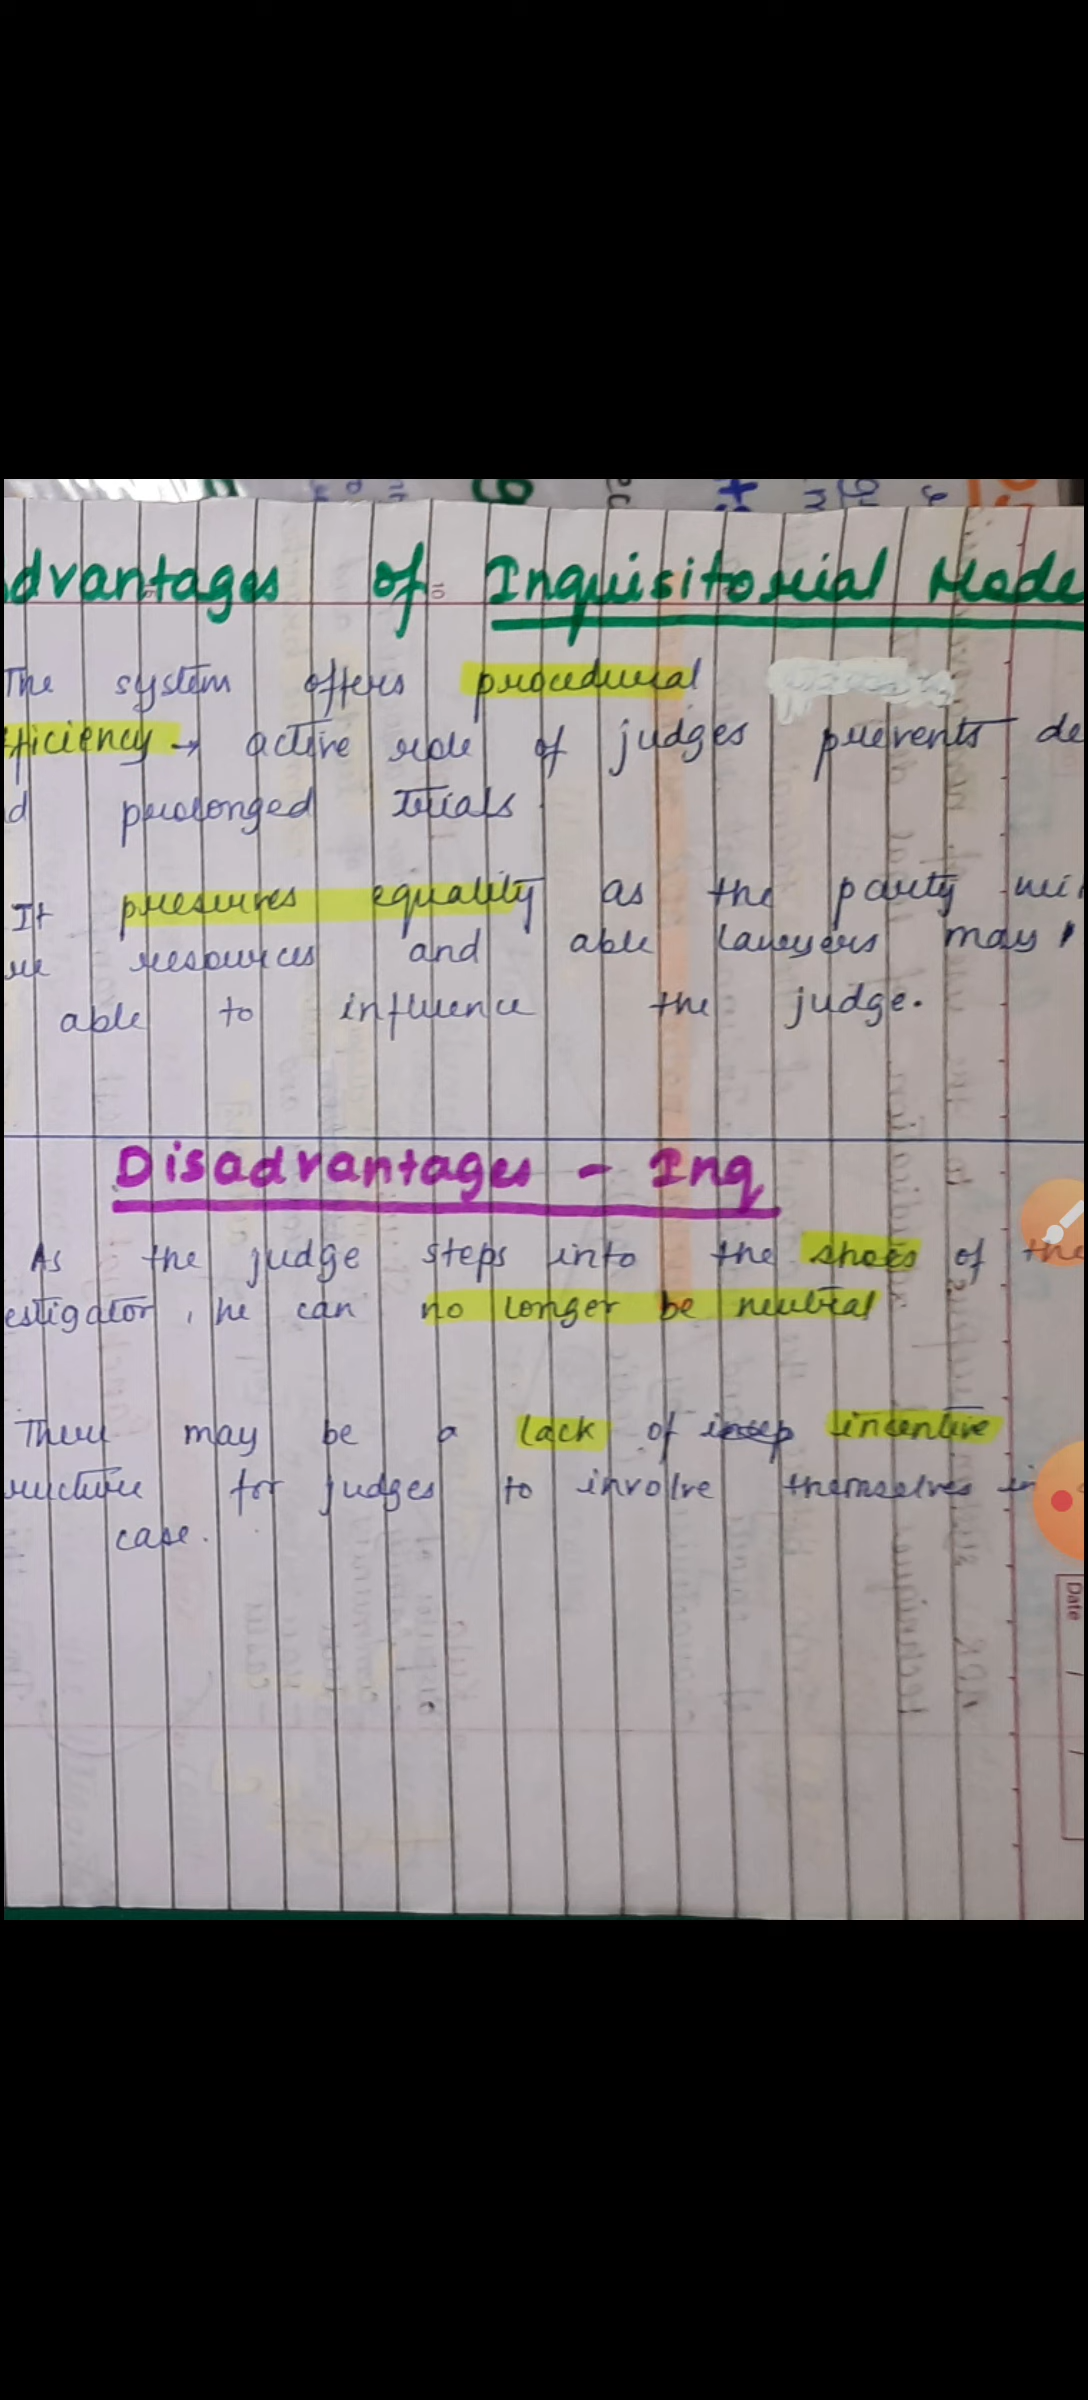 dvantages of Inquisitorial Mode
The system offers procedural
ficiency → active role of judges prevents de
d prolonged trials
It preserves equality as the party wi
re resources and able lawyers may
able to influence the judge.
Disadvantages - Inq
As the judge steps into the shoes of the
estigator, he can no longer be neutral
There may be a lack of incentive
ructure for judges to involve themselves in
case.
Date